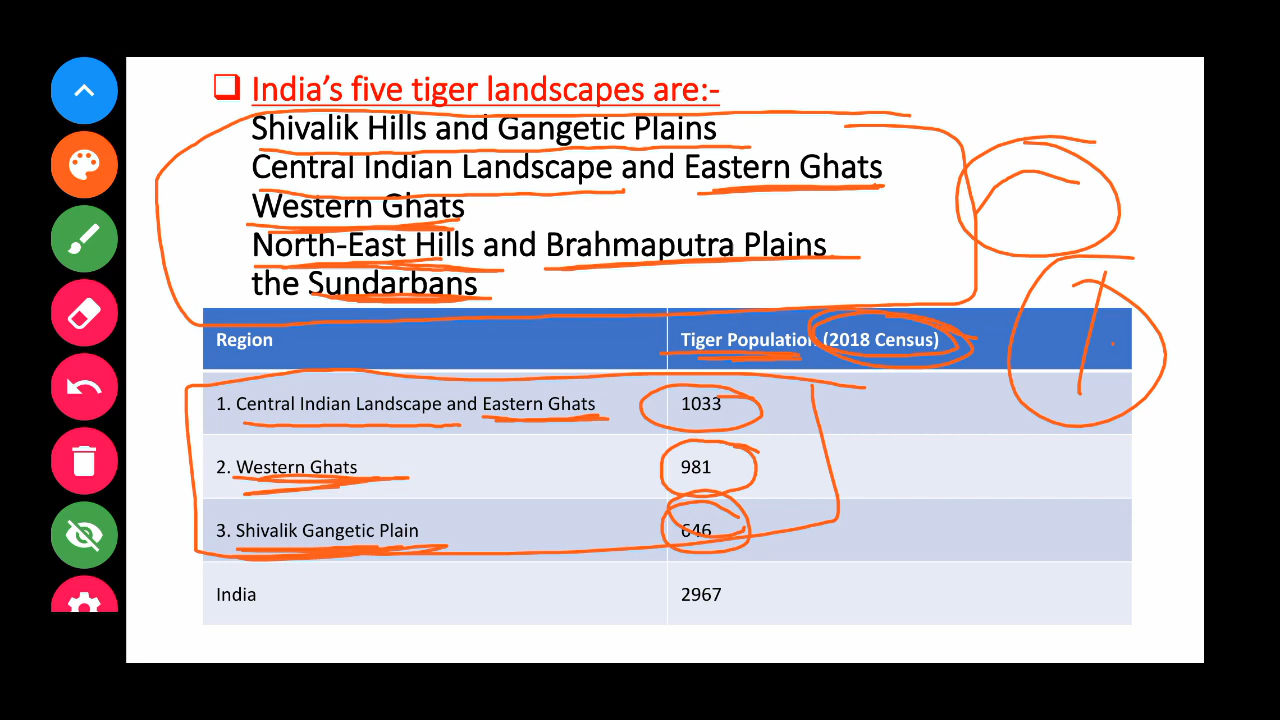 India’s five tiger landscapes are:-
Shivalik Hills and Gangetic Plains
Central Indian Landscape and Eastern Ghats
Western Ghats
North-East Hills and Brahmaputra Plains
the Sundarbans
Region Tiger Population (2018 Census)
1. Central Indian Landscape and Eastern Ghats 1033
2. Western Ghats 981
3. Shivalik Gangetic Plain 646
India 2967